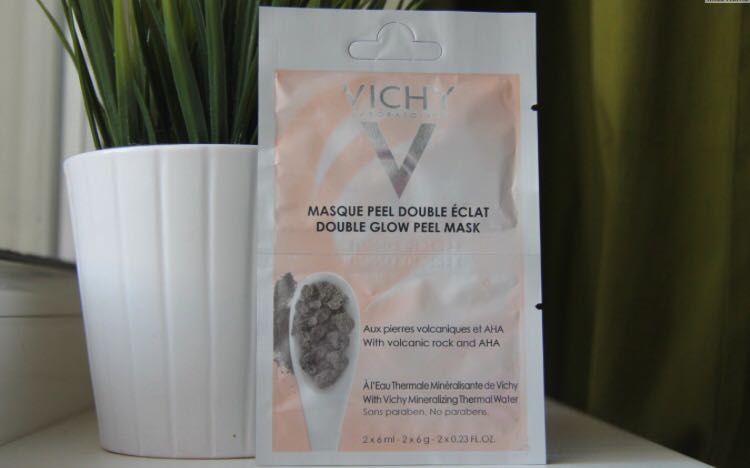 VICHY
LABORATOIRES
MASQUE PEEL DOUBLE ÉCLAT
DOUBLE GLOW PEEL MASK
Aux pierres volcaniques et AHA
With volcanic rock and AHA
À l'Eau Thermale Minéralisante de Vichy
With Vichy Mineralizing Thermal Water
Sans paraben. No parabens.
2 x 6 ml - 2 x 6 g - 2 x 0.23 FL.OZ.